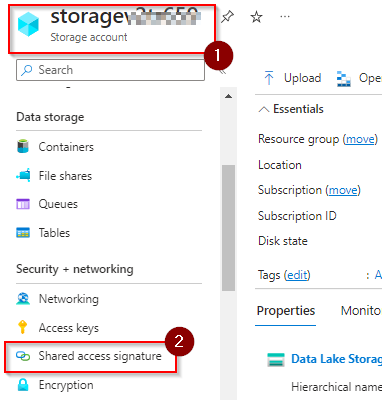 Storage account
1
Search
Upload
Ope
Essentials
Data storage
Containers
File shares
Queues
Tables
Resource group (move)
Location
Subscription (move)
Subscription ID
Disk state
Tags (edit) : A
Security + networking
Networking
Access keys
2
Shared access signature
Encryption
Properties Monito
Data Lake Storag
Hierarchical name